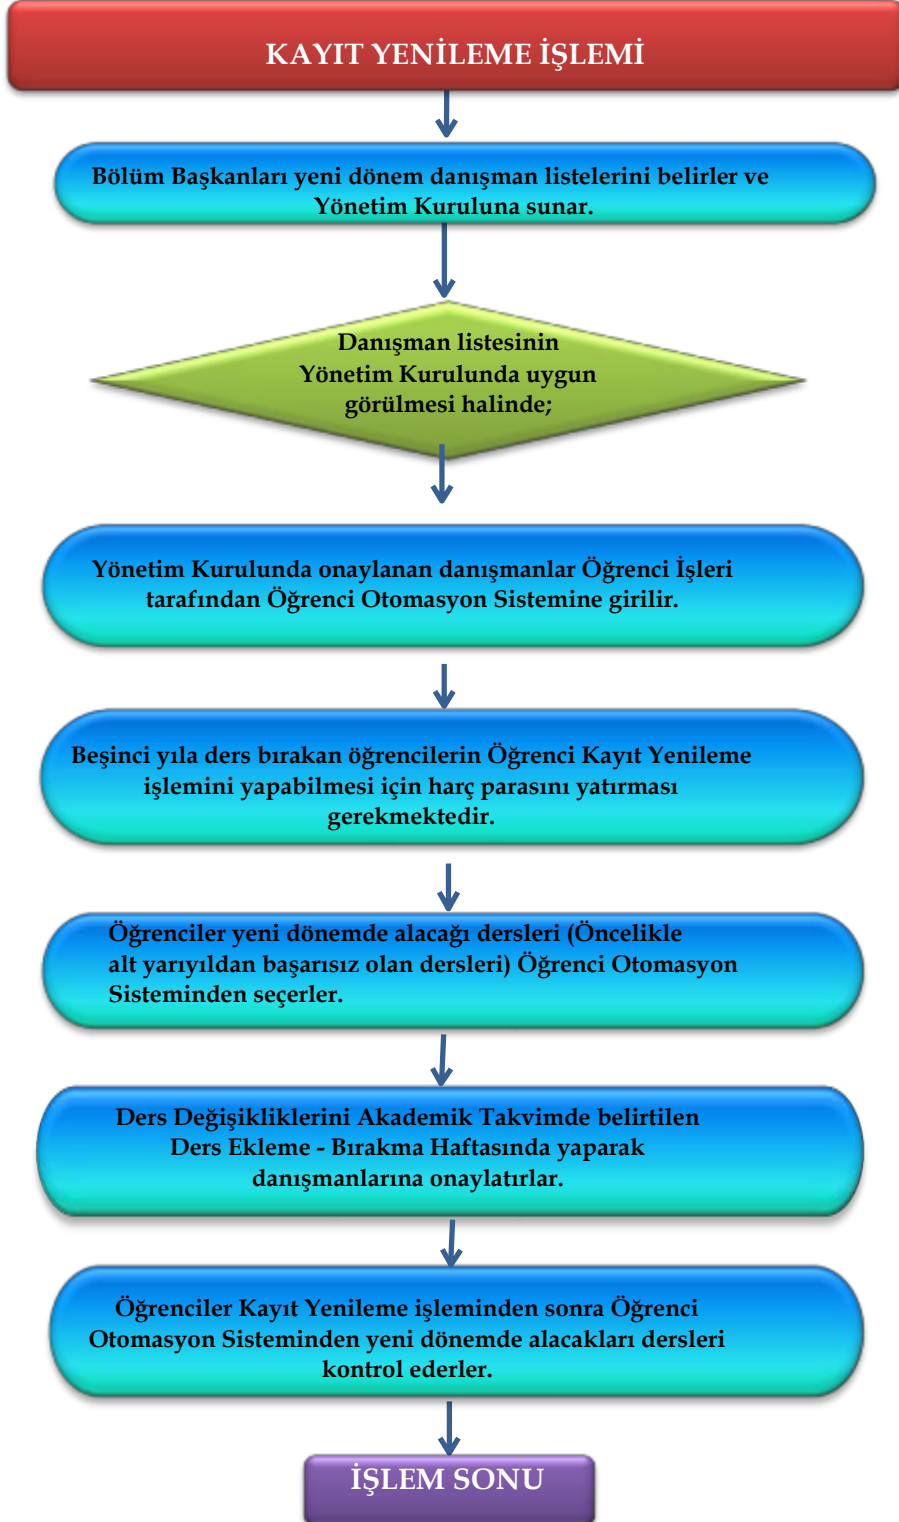 KAYIT YENİLEME İŞLEMİ
Bölüm Başkanları yeni dönem danışman listelerini belirler ve
Yönetim Kuruluna sunar.
Danışman listesinin
Yönetim Kurulunda uygun
görülmesi halinde;
Yönetim Kurulunda onaylanan danışmanlar Öğrenci İşleri
tarafından Öğrenci Otomasyon Sistemine girilir.
Beşinci yıla ders bırakan öğrencilerin Öğrenci Kayıt Yenileme
işlemini yapabilmesi için harç parasını yatırması
gerekmektedir.
Öğrenciler yeni dönemde alacağı dersleri (Öncelikle
alt yarıyıldan başarısız olan dersleri) Öğrenci Otomasyon
Sisteminden seçerler.
Ders Değişikliklerini Akademik Takvimde belirtilen
Ders Ekleme - Bırakma Haftasında yaparak
danışmanlarına onaylatırlar.
Öğrenciler Kayıt Yenileme işleminden sonra Öğrenci
Otomasyon Sisteminden yeni dönemde alacakları dersleri
kontrol ederler.
İŞLEM SONU